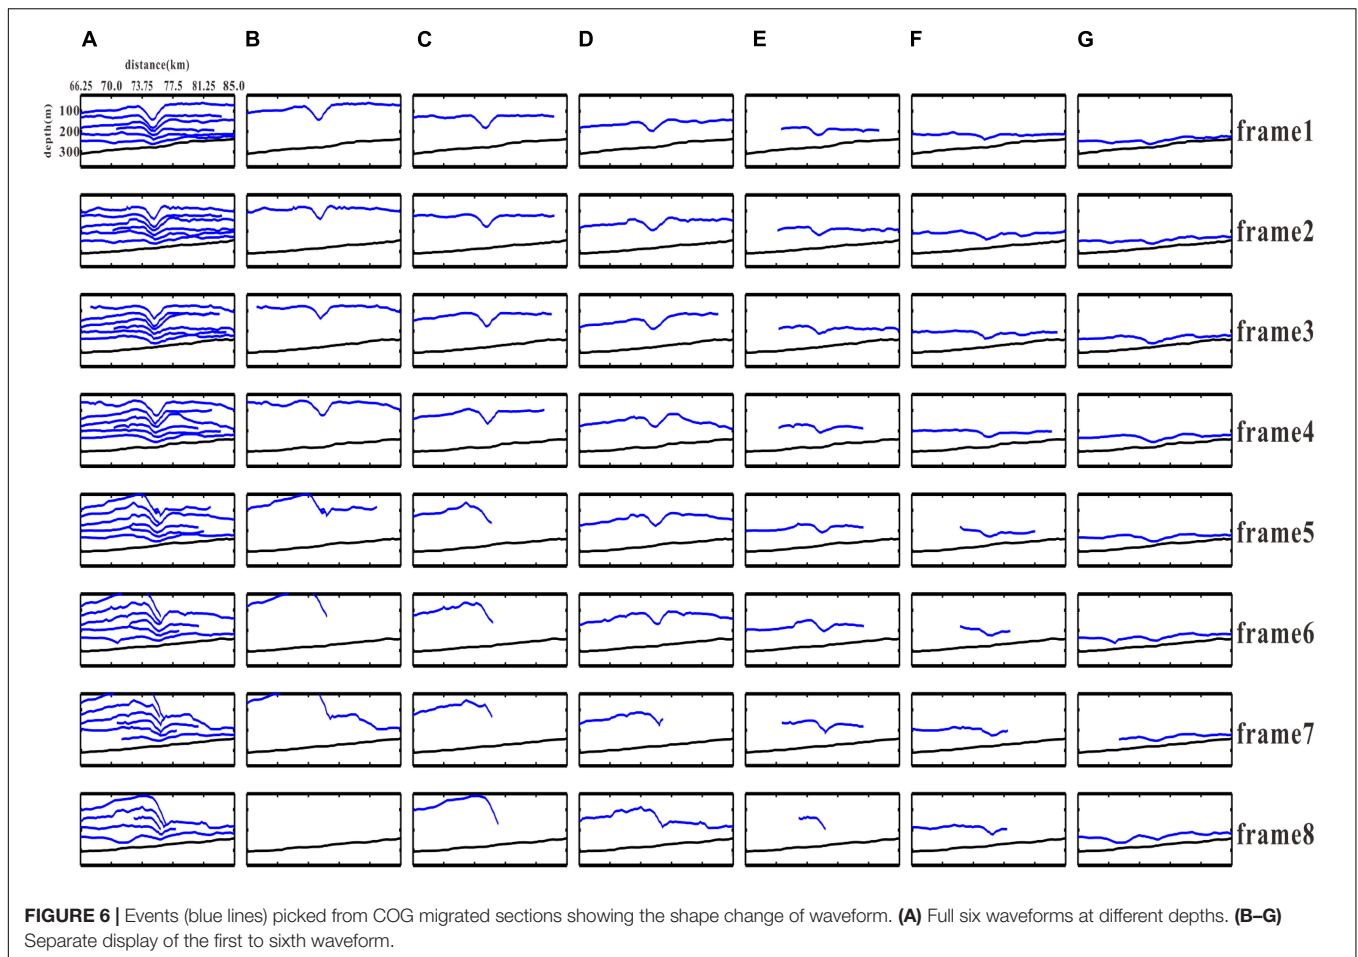 A B C D E F G
distance(km)
66.25 70.0 73.75 77.5 81.25 85.0
depth(m)
100
200
300
frame1
frame2
frame3
frame4
frame5
frame6
frame7
frame8
FIGURE 6 | Events (blue lines) picked from COG migrated sections showing the shape change of waveform. (A) Full six waveforms at different depths. (B–G)
Separate display of the first to sixth waveform.